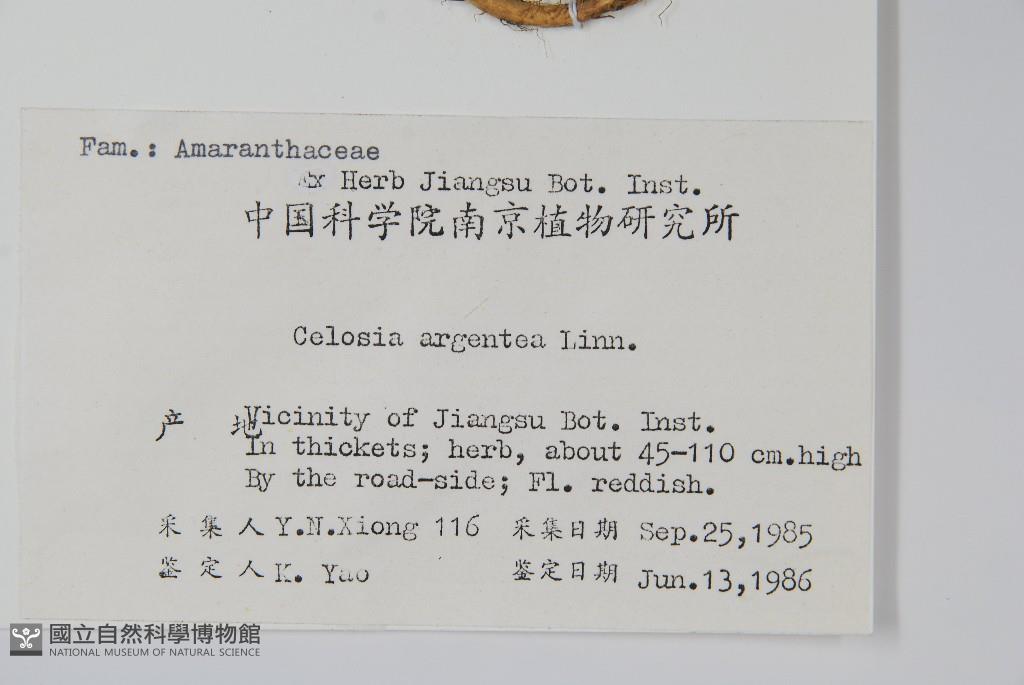 Fam.: Amaranthaceae
Ex Herb Jiangsu Bot. Inst.
中国科学院南京植物研究所
Celosia argentea Linn.
产 地 Vicinity of Jiangsu Bot. Inst.
In thickets; herb, about 45-110 cm.high
By the road-side; Fl. reddish.
采 集 人 Y.N.Xiong 116 采集日期 Sep.25,1985
鉴 定 人 K. Yao 鉴定日期 Jun.13,1986
國立自然科學博物館
NATIONAL MUSEUM OF NATURAL SCIENCE